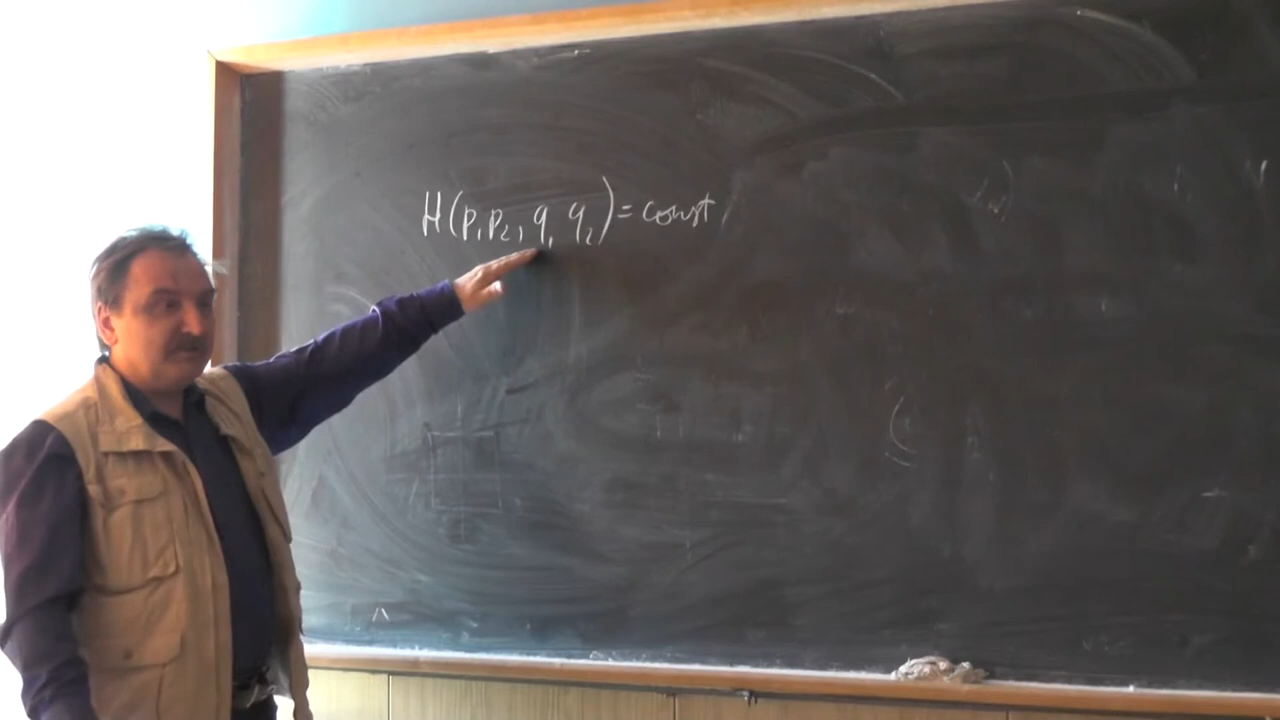 H(p₁p₂, q₁ q₂) = const